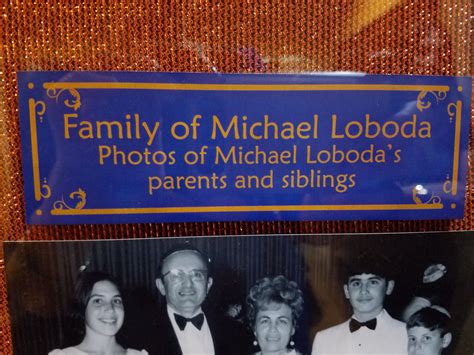 Family of Michael Loboda
Photos of Michael Loboda's
parents and siblings